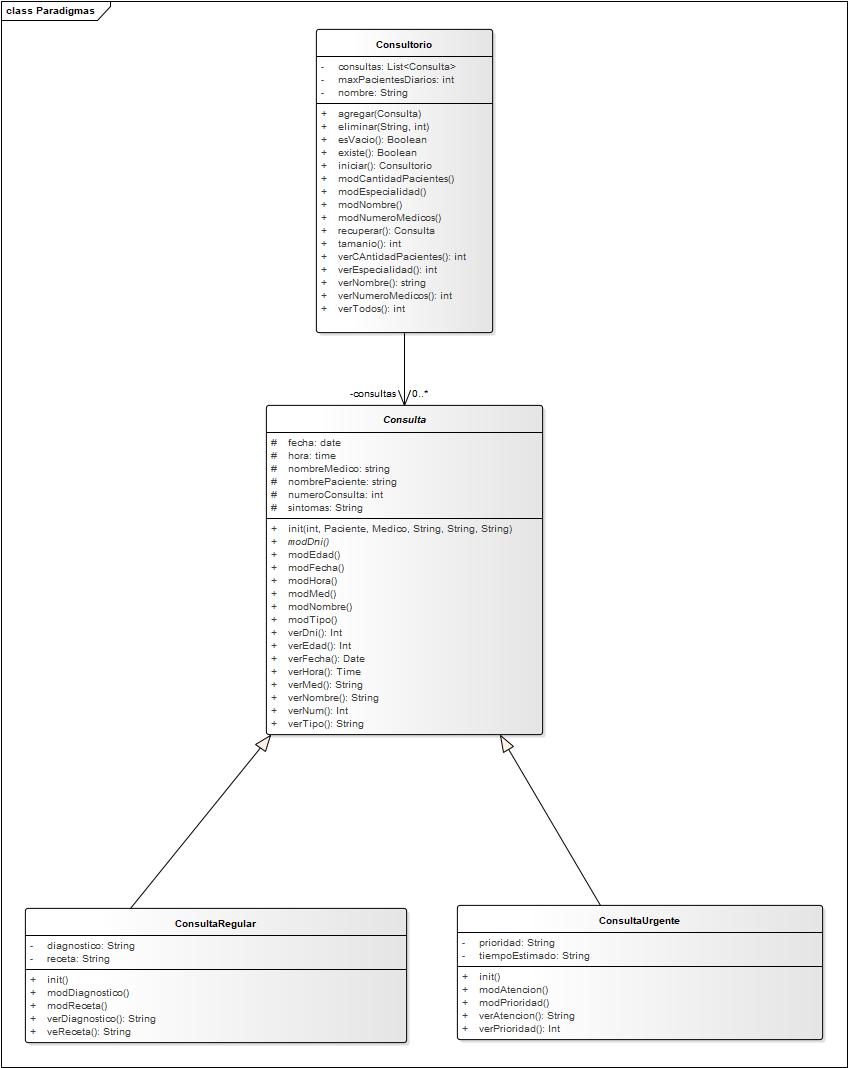 class Paradigmas
Consultorio
- consultas: List<Consulta>
- maxPacientesDiarios: int
- nombre: String
+ agregar(Consulta)
+ eliminar(String, int)
+ esVacio(): Boolean
+ existe(): Boolean
+ iniciar(): Consultorio
+ modCantidadPacientes()
+ modEspecialidad()
+ modNombre()
+ modNumeroMedicos()
+ recuperar(): Consulta
+ tamanio(): int
+ verCAntidadPacientes(): int
+ verEspecialidad(): int
+ verNombre(): string
+ verNumeroMedicos(): int
+ verTodos(): int
-consultas 0..*
Consulta
# fecha: date
# hora: time
# nombreMedico: string
# nombrePaciente: string
# numeroConsulta: int
# sintomas: String
+ init(int, Paciente, Medico, String, String, String)
+ modDni()
+ modEdad()
+ modFecha()
+ modHora()
+ modMed()
+ modNombre()
+ modTipo()
+ verDni(): Int
+ verEdad(): Int
+ verFecha(): Date
+ verHora(): Time
+ verMed(): String
+ verNombre(): String
+ verNum(): Int
+ verTipo(): String
ConsultaRegular
- diagnostico: String
- receta: String
+ init()
+ modDiagnostico()
+ modReceta()
+ verDiagnostico(): String
+ veReceta(): String
ConsultaUrgente
- prioridad: String
- tiempoEstimado: String
+ init()
+ modAtencion()
+ modPrioridad()
+ verAtencion(): String
+ verPrioridad(): Int